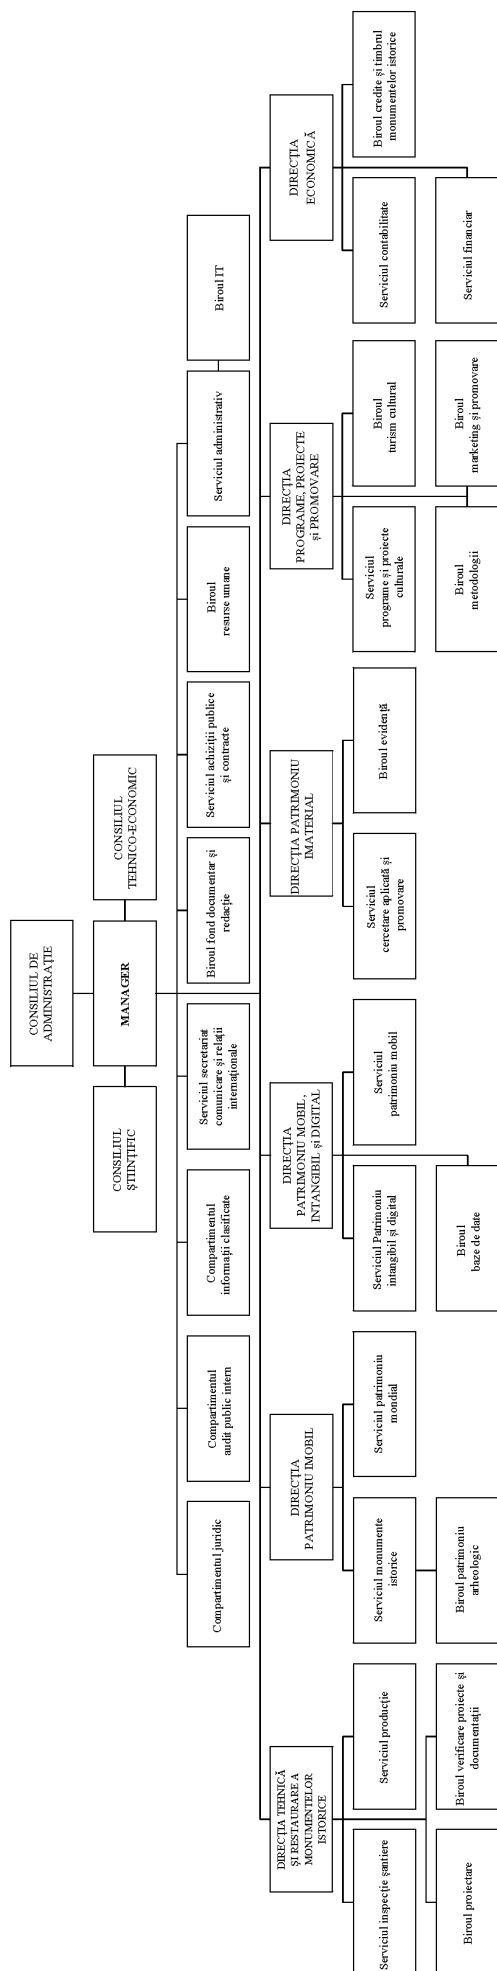 CONSILIUL DE
ADMINISTRAȚIE
CONSILIUL
ȘTIINȚIFIC
MANAGER
CONSILIUL
TEHNICO-ECONOMIC
Compartimentul juridic
Compartimentul
audit public intern
Compartimentul
informații clasificate
Serviciul secretariat
comunicare și relații
internaționale
Biroul fond documentar și
redacție
Serviciul achiziții publice
și contracte
Biroul
resurse umane
Serviciul administrativ
Biroul IT
DIRECȚIA TEHNICĂ
ȘI RESTAURARE A
MONUMENTELOR
ISTORICE
DIRECȚIA
PATRIMONIU IMOBIL
DIRECȚIA
PATRIMONIU MOBIL,
INTANGIBIL și DIGITAL
DIRECȚIA PATRIMONIU
IMATERIAL
DIRECȚIA
PROGRAME, PROIECTE
și PROMOVARE
DIRECȚIA
ECONOMICĂ
Serviciul inspecție șantiere
Serviciul producție
Serviciul monumente
istorice
Serviciul patrimoniu
mondial
Serviciul Patrimoniu
intangibil și digital
Serviciul
patrimoniu mobil
Serviciul
cercetare aplicată și
promovare
Biroul evidență
Serviciul
programe și proiecte
culturale
Biroul
turism cultural
Serviciul contabilitate
Biroul credite și timbrul
monumentelor istorice
Biroul proiectare
Biroul verificare proiecte și
documentații
Biroul patrimoniu
arheologic
Biroul
baze de date
Biroul
metodologii
Biroul
marketing și promovare
Serviciul financiar